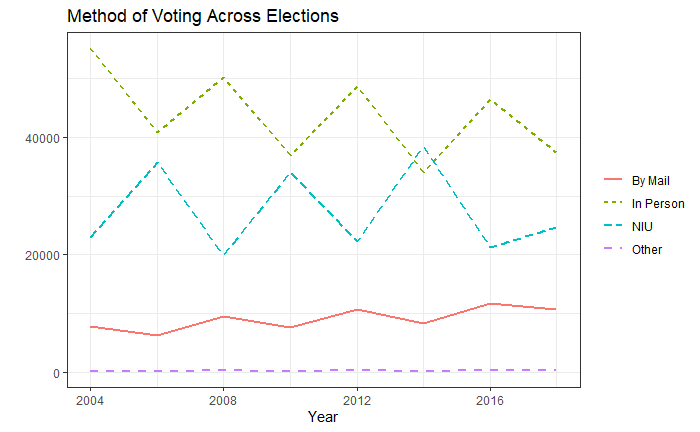 Method of Voting Across Elections
40000
20000
0
2004
2008
2012
2016
Year
By Mail
In Person
NIU
Other